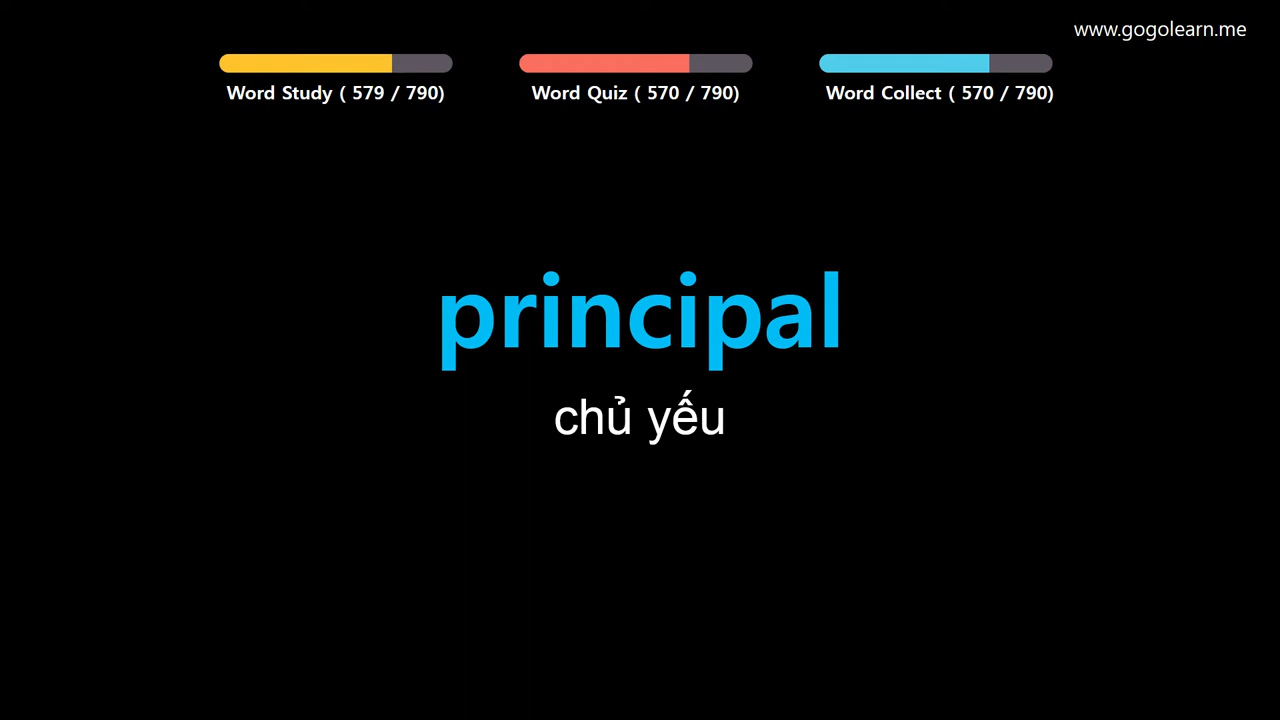 www.gogolearn.me
Word Study ( 579 / 790)
Word Quiz ( 570 / 790)
Word Collect ( 570 / 790)
principal
chủ yếu